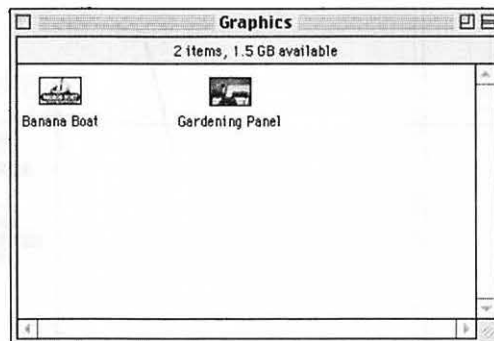 Graphics
2 items, 1.5 GB available
Banana Boat
Gardening Panel